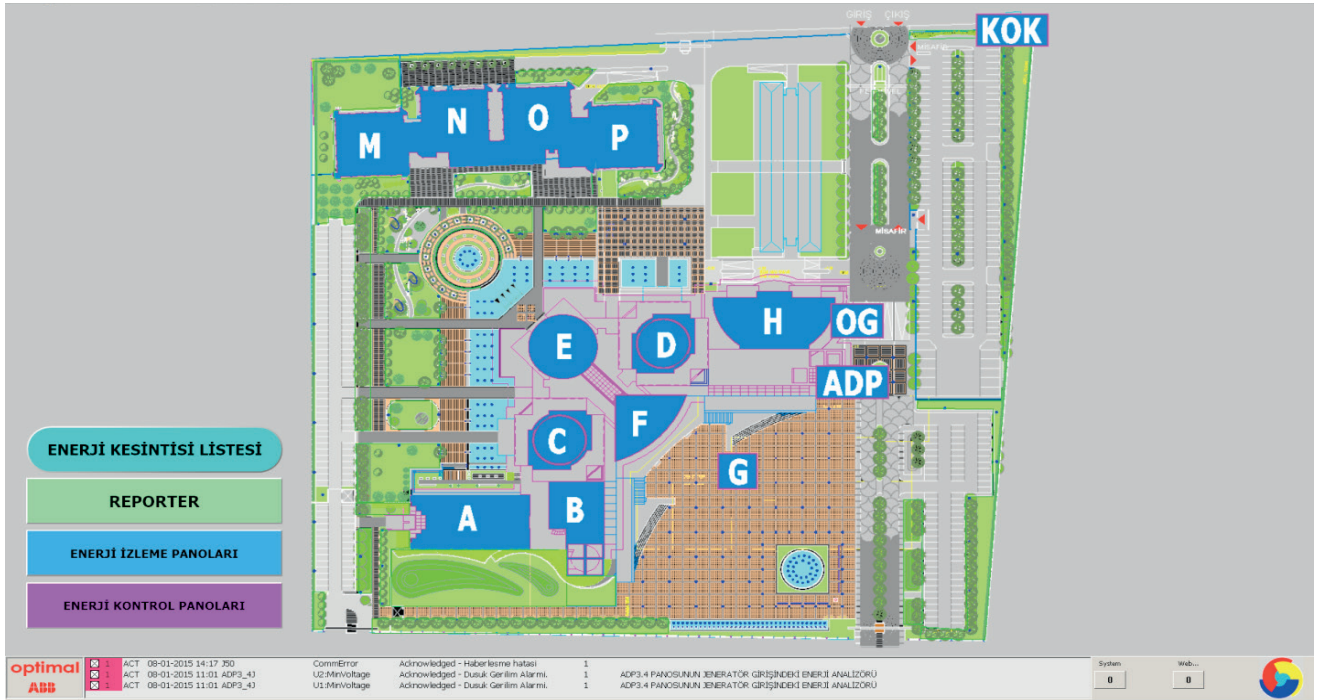 GİRİŞ ÇIKIŞ
KOK
MİSAFİR
M N O P
MİSAFİR
E D H OG
ADP
F
C
G
A B
ENERJİ KESİNTİSİ LİSTESİ
REPORTER
ENERJİ İZLEME PANOLARI
ENERJİ KONTROL PANOLARI
optimal
ABB
1 ACT 08-01-2015 14:17 J50 CommError Acknowledged - Haberlesme hatasi 1
1 ACT 08-01-2015 11:01 ADP3_4J U2:MinVoltage Acknowledged - Dusuk Gerilim Alarmi. 1 ADP3.4 PANOSUNUN JENERATÖR GİRİŞİNDEKİ ENERJİ ANALİZÖRÜ
1 ACT 08-01-2015 11:01 ADP3_4J U1:MinVoltage Acknowledged - Dusuk Gerilim Alarmi. 1 ADP3.4 PANOSUNUN JENERATÖR GİRİŞİNDEKİ ENERJİ ANALİZÖRÜ
System Web...
0 0